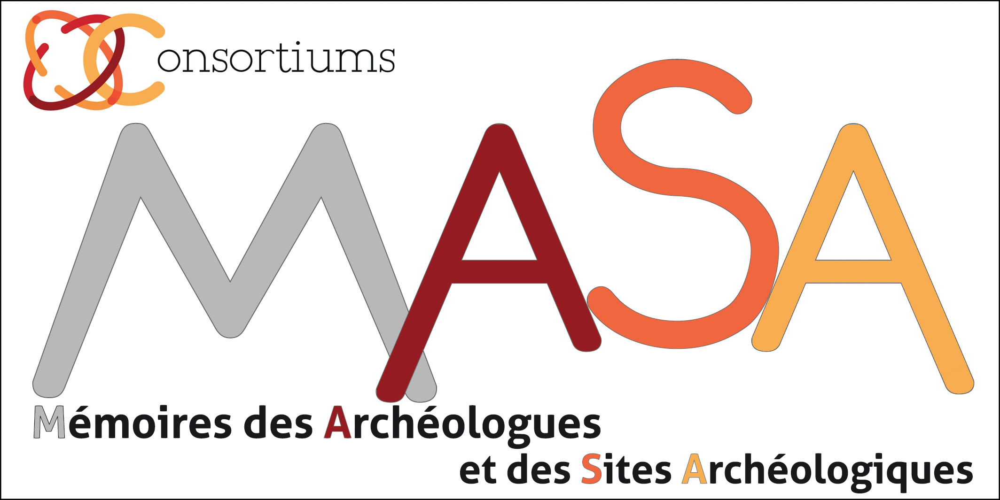 Consortiums
MASA
Mémoires des Archéologues
et des Sites Archéologiques